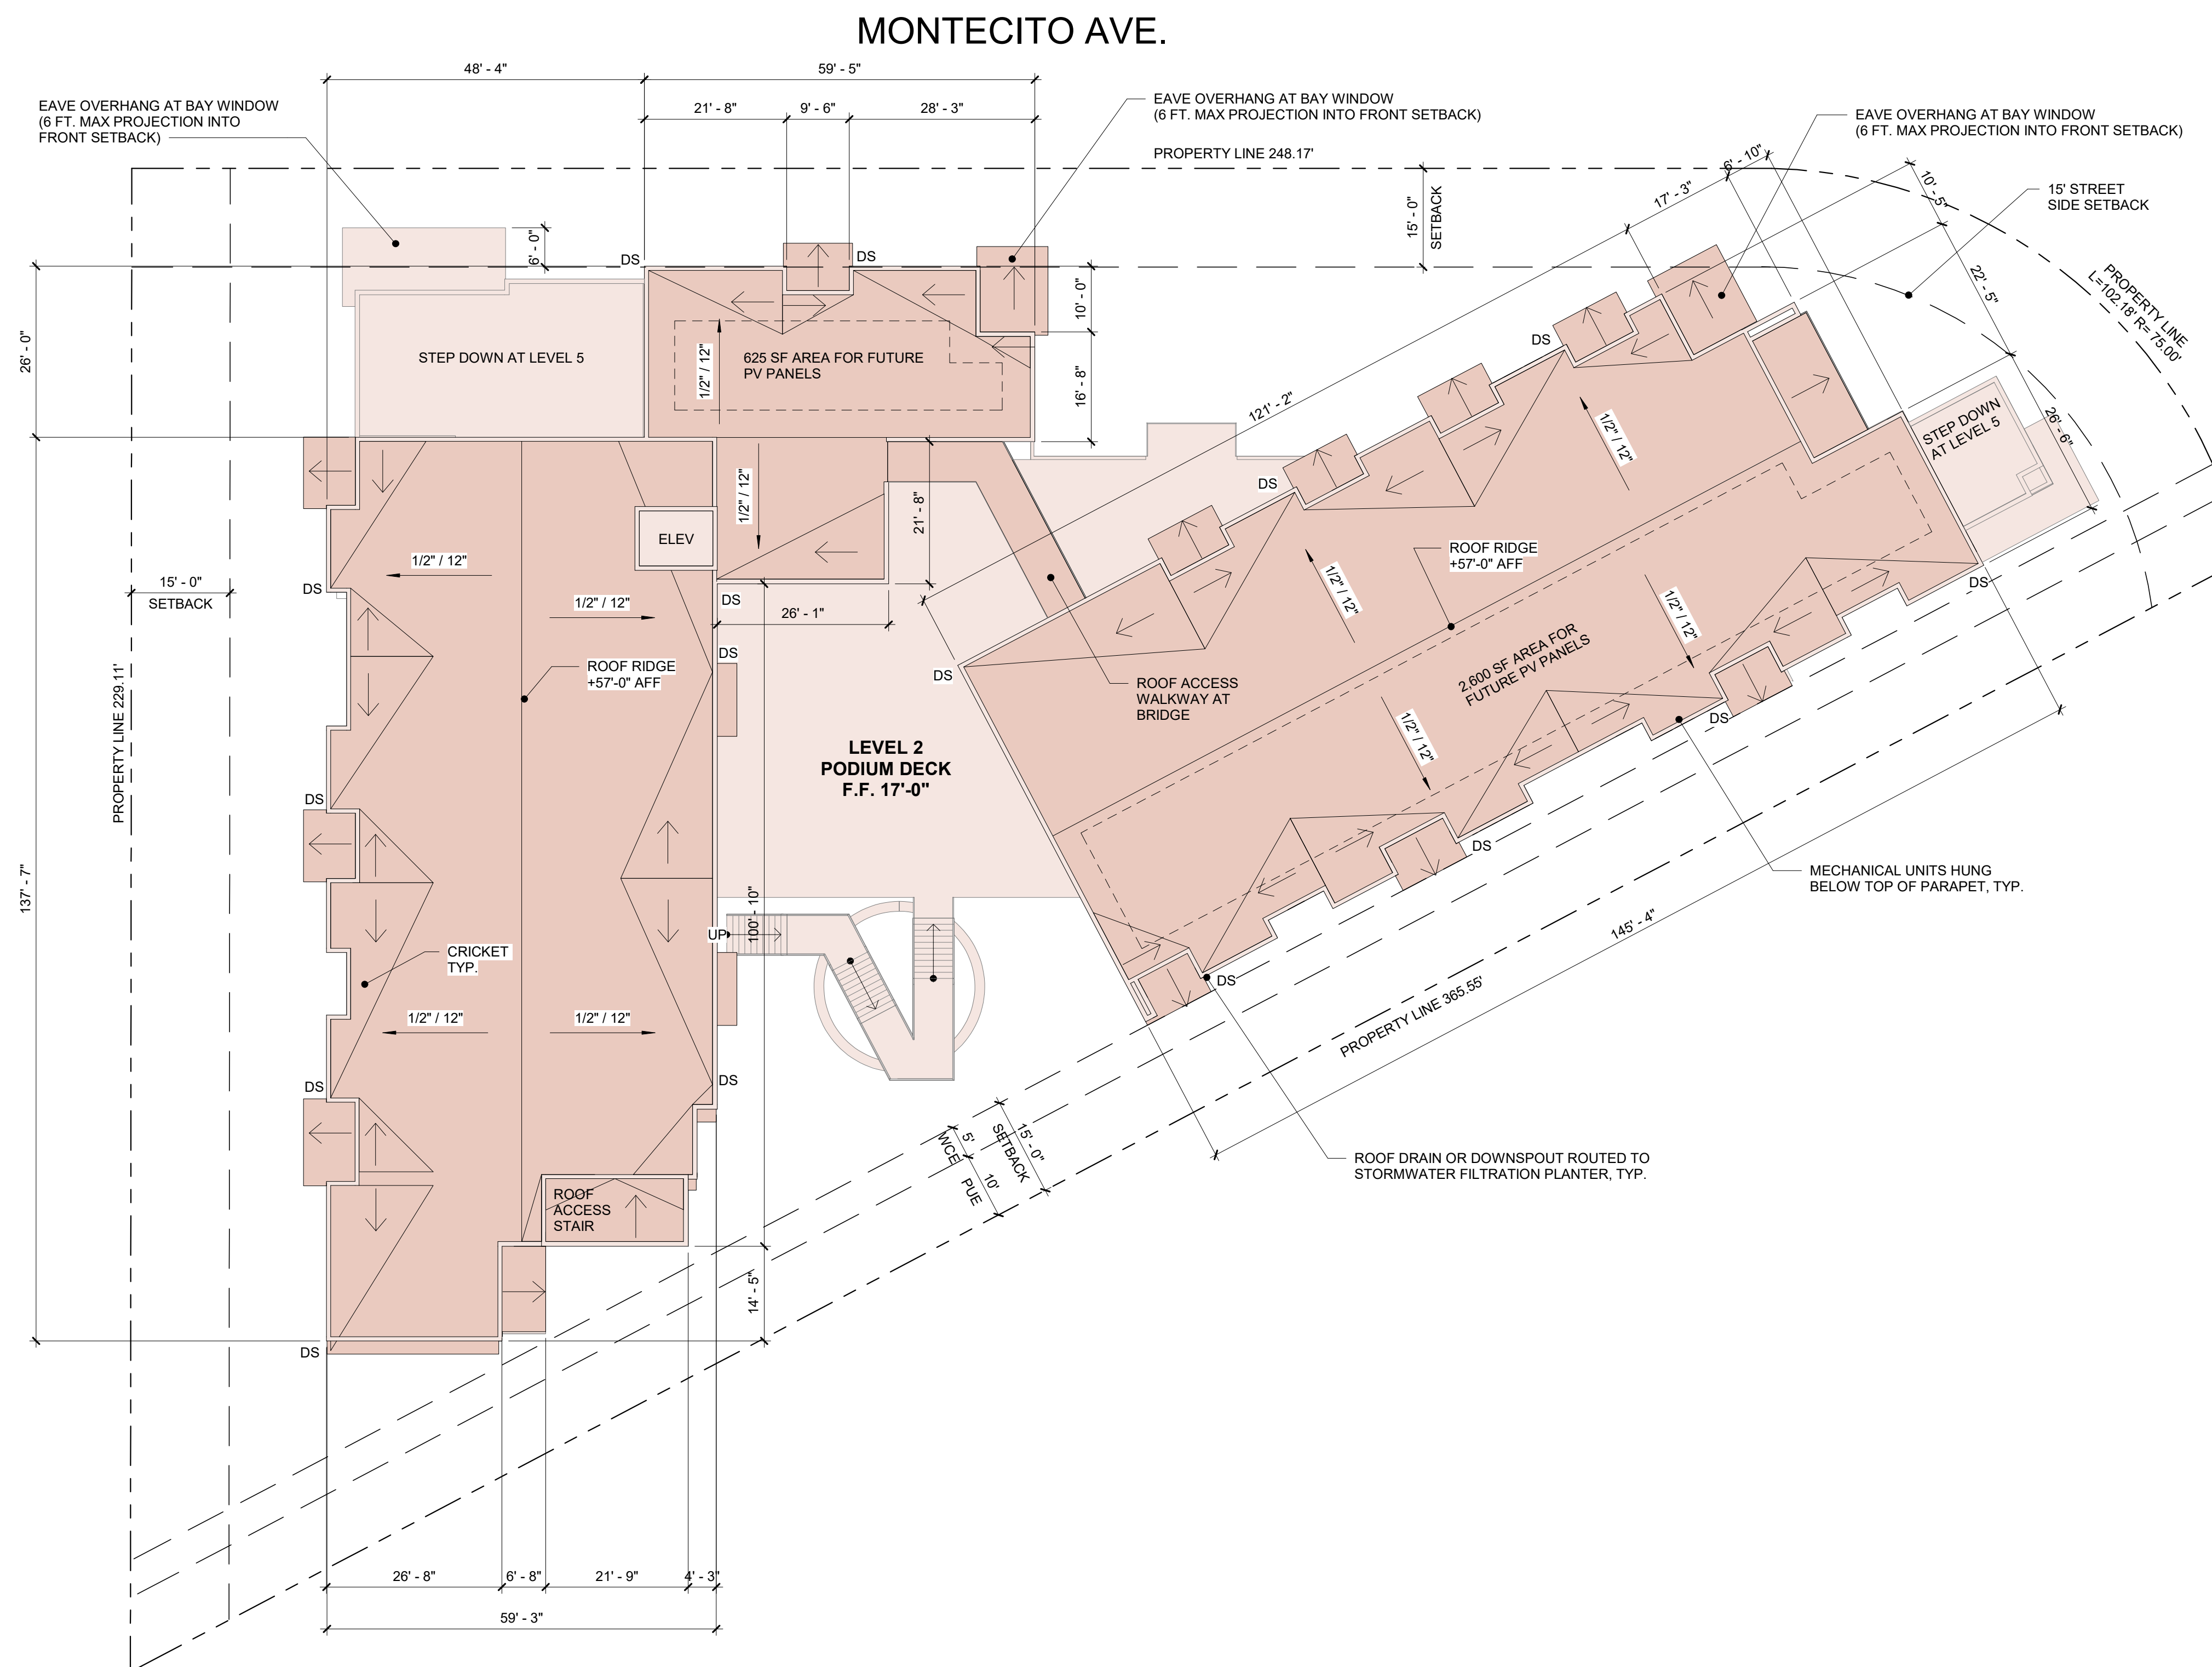 MONTECITO AVE.
48' - 4"
59' - 5"
21' - 8"
9' - 6"
28' - 3"
EAVE OVERHANG AT BAY WINDOW
(6 FT. MAX PROJECTION INTO
FRONT SETBACK)
EAVE OVERHANG AT BAY WINDOW
(6 FT. MAX PROJECTION INTO FRONT SETBACK)
EAVE OVERHANG AT BAY WINDOW
(6 FT. MAX PROJECTION INTO FRONT SETBACK)
PROPERTY LINE 248.17'
6' - 10"
17' - 3"
10' - 5"
15' STREET
SIDE SETBACK
15' - 0"
SETBACK
6' - 0"
DS
DS
22' - 5"
PROPERTY LINE
L=102.18' R= 75.00'
26' - 0"
STEP DOWN AT LEVEL 5
1/2" / 12"
625 SF AREA FOR FUTURE
PV PANELS
10' - 0"
16' - 8"
DS
121' - 2"
26' - 6"
STEP DOWN
AT LEVEL 5
1/2" / 12"
1/2" / 12"
21' - 8"
DS
ELEV
1/2" / 12"
ROOF RIDGE
+57'-0" AFF
15' - 0"
SETBACK
DS
1/2" / 12"
DS
26' - 1"
1/2" / 12"
1/2" / 12"
DS
DS
ROOF RIDGE
+57'-0" AFF
DS
PROPERTY LINE 229.11'
ROOF ACCESS
WALKWAY AT
BRIDGE
2,600 SF AREA FOR
FUTURE PV PANELS
1/2" / 12"
DS
LEVEL 2
PODIUM DECK
F.F. 17'-0"
DS
DS
137' - 7"
100' - 10"
MECHANICAL UNITS HUNG
BELOW TOP OF PARAPET, TYP.
145' - 4"
UP
CRICKET
TYP.
DS
1/2" / 12"
1/2" / 12"
PROPERTY LINE 365.55'
DS
DS
5'
WCE
10'
PUE
15' - 0"
SETBACK
ROOF DRAIN OR DOWNSPOUT ROUTED TO
STORMWATER FILTRATION PLANTER, TYP.
ROOF
ACCESS
STAIR
14' - 5"
DS
26' - 8"
6' - 8"
21' - 9"
4' - 3"
59' - 3"